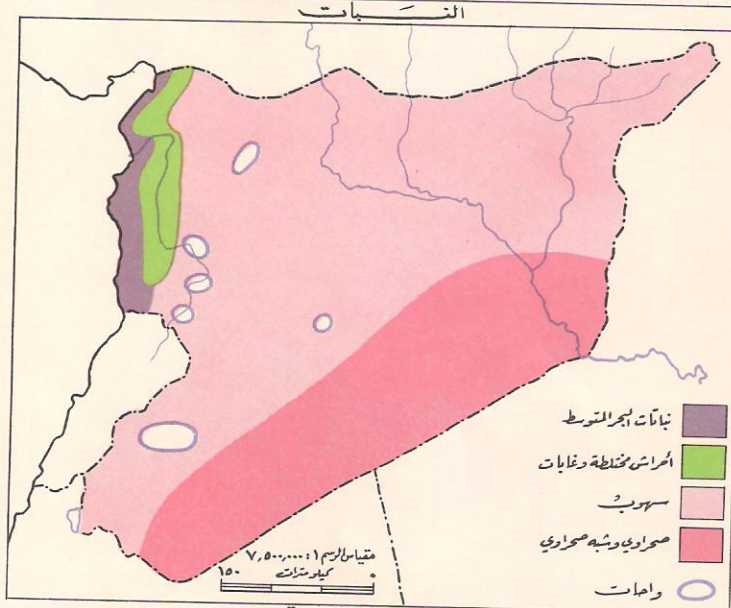 النبات
نباتات البحر المتوسط
أحراش مختلطة وغابات
سهوب
صحراوي وشبه صحراوي
واحات
مقياس الرسم ١ : ٧,٥٠٠,٠٠٠
كيلومترات
١٥٠ ٠